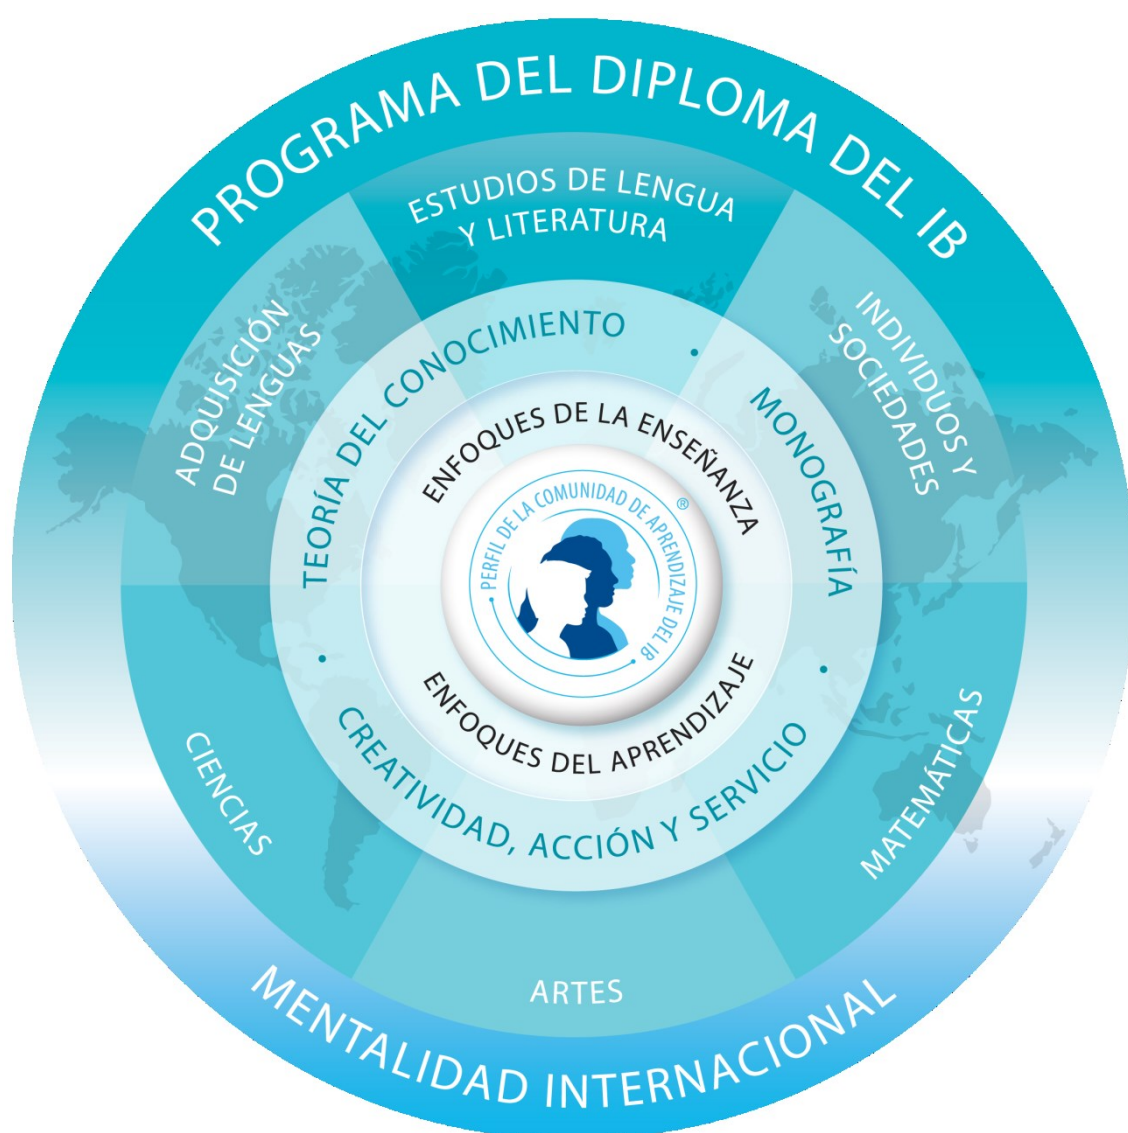 PROGRAMA DEL DIPLOMA DEL IB
ESTUDIOS DE LENGUA
Y LITERATURA
ADQUISICIÓN
DE LENGUAS
INDIVIDUOS Y
SOCIEDADES
TEORÍA DEL CONOCIMIENTO
• MONOGRAFÍA •
ENFOQUES DE LA ENSEÑANZA
• PERFIL DE LA COMUNIDAD DE APRENDIZAJE DEL IB •
®
ENFOQUES DEL APRENDIZAJE
• CREATIVIDAD, ACCIÓN Y SERVICIO
CIENCIAS
MATEMÁTICAS
ARTES
MENTALIDAD INTERNACIONAL